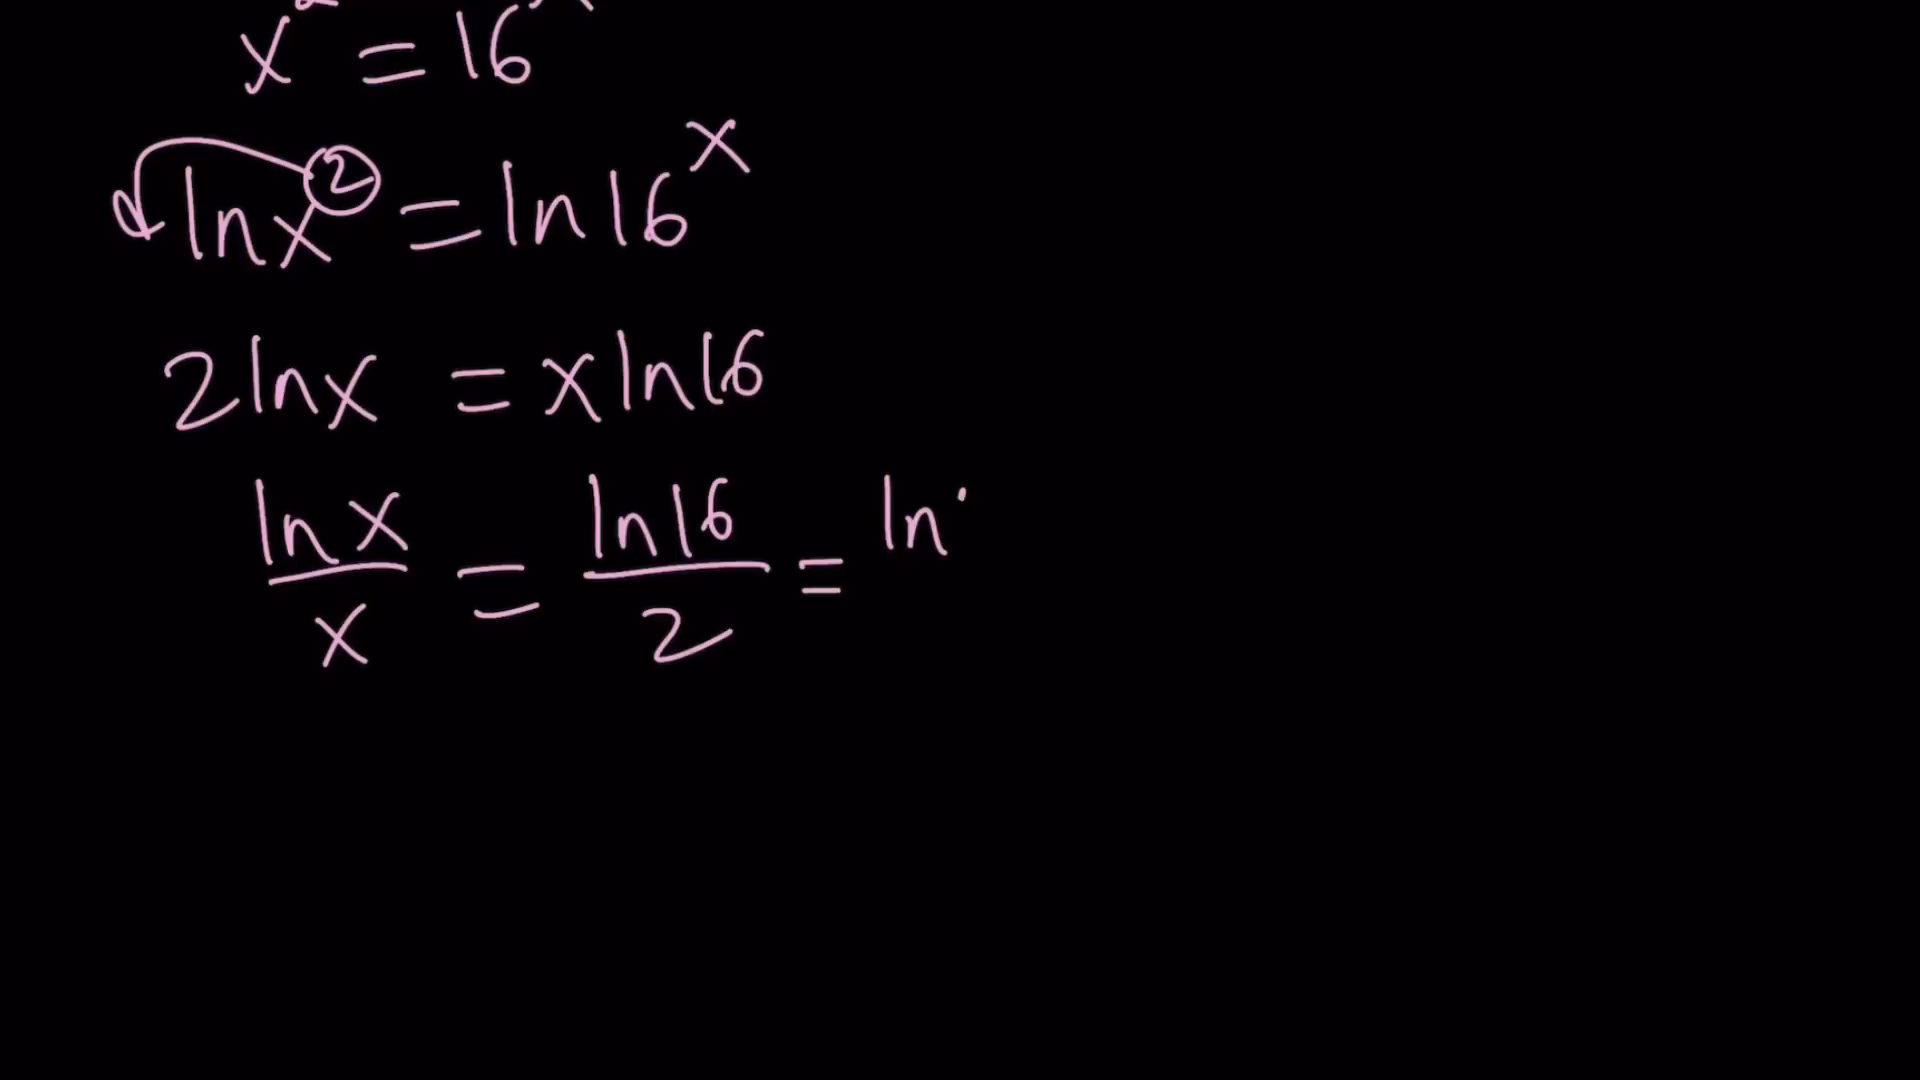 x² = 16ˣ
ln x² = ln 16ˣ
2 ln x = x ln 16
ln x / x = ln 16 / 2 = ln